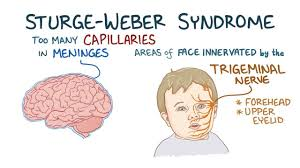 STURGE-WEBER SYNDROME
TOO MANY CAPILLARIES
IN MENINGES
AREAS of FACE INNERVATED by the
TRIGEMINAL
NERVE
* FOREHEAD
* UPPER
EYELID